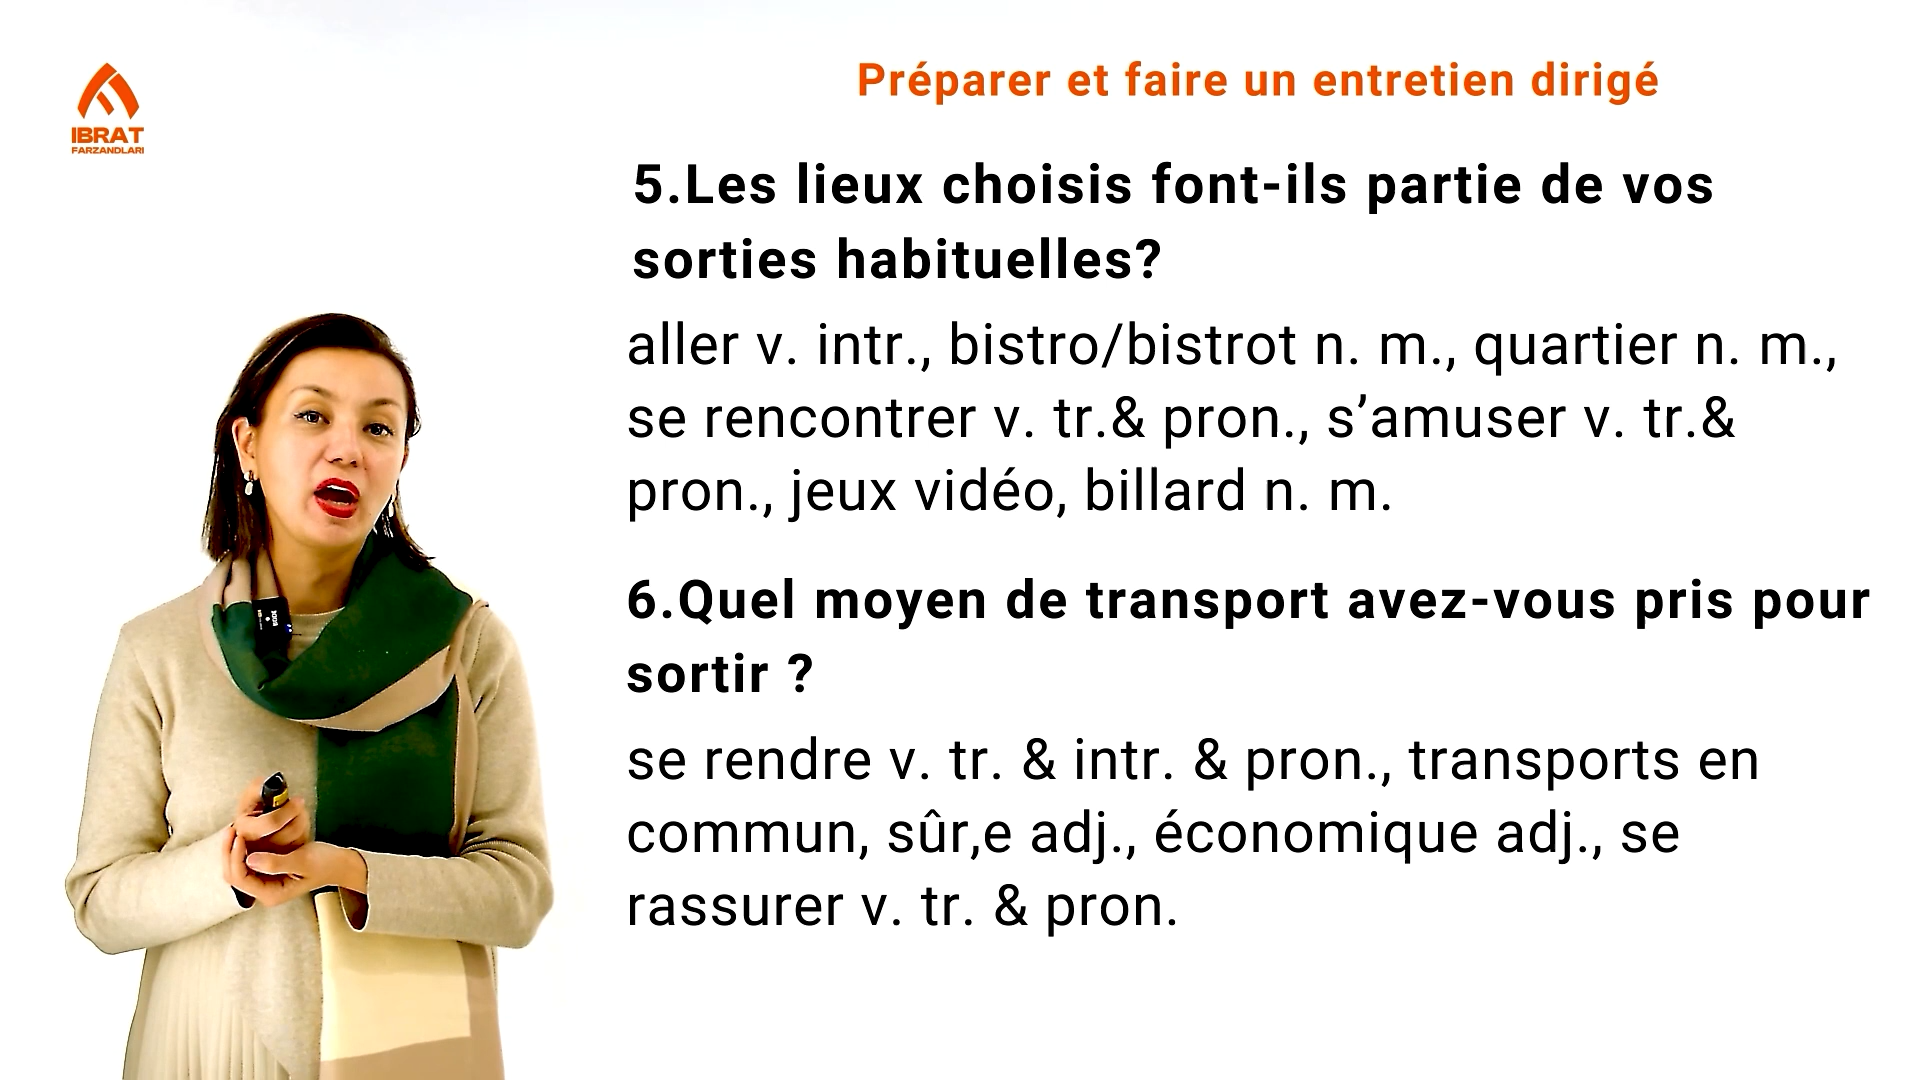 IBRAT
FARZANDLARI
Préparer et faire un entretien dirigé
5.Les lieux choisis font-ils partie de vos
sorties habituelles?
aller v. intr., bistro/bistrot n. m., quartier n. m.,
se rencontrer v. tr.& pron., s’amuser v. tr.&
pron., jeux vidéo, billard n. m.
6.Quel moyen de transport avez-vous pris pour
sortir ?
se rendre v. tr. & intr. & pron., transports en
commun, sûr,e adj., économique adj., se
rassurer v. tr. & pron.